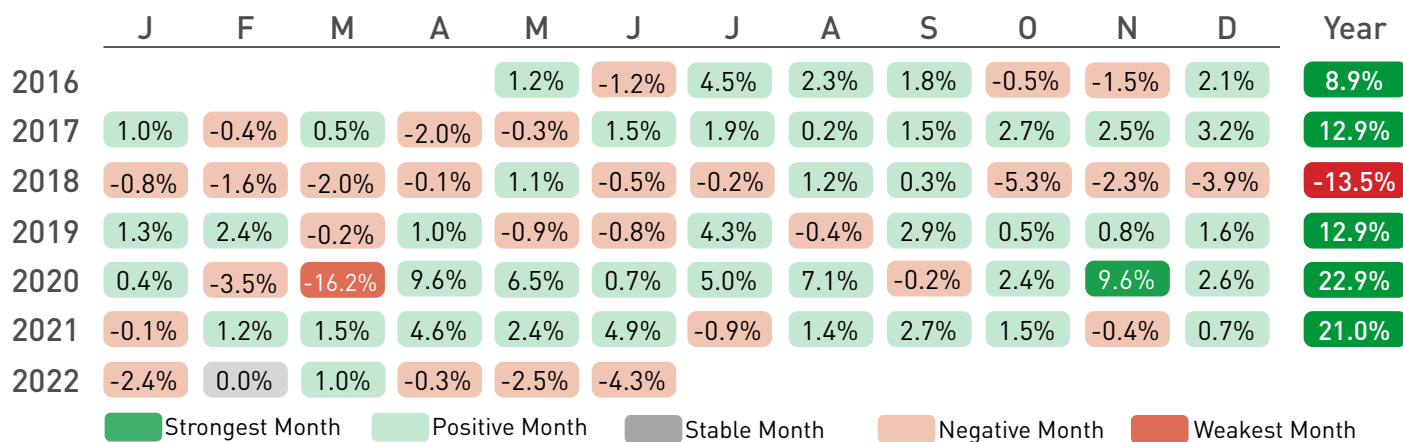 J F M A M J J A S O N D Year
2016 1.2% -1.2% 4.5% 2.3% 1.8% -0.5% -1.5% 2.1% 8.9%
2017 1.0% -0.4% 0.5% -2.0% -0.3% 1.5% 1.9% 0.2% 1.5% 2.7% 2.5% 3.2% 12.9%
2018 -0.8% -1.6% -2.0% -0.1% 1.1% -0.5% -0.2% 1.2% 0.3% -5.3% -2.3% -3.9% -13.5%
2019 1.3% 2.4% -0.2% 1.0% -0.9% -0.8% 4.3% -0.4% 2.9% 0.5% 0.8% 1.6% 12.9%
2020 0.4% -3.5% -16.2% 9.6% 6.5% 0.7% 5.0% 7.1% -0.2% 2.4% 9.6% 2.6% 22.9%
2021 -0.1% 1.2% 1.5% 4.6% 2.4% 4.9% -0.9% 1.4% 2.7% 1.5% -0.4% 0.7% 21.0%
2022 -2.4% 0.0% 1.0% -0.3% -2.5% -4.3%
Strongest Month Positive Month Stable Month Negative Month Weakest Month